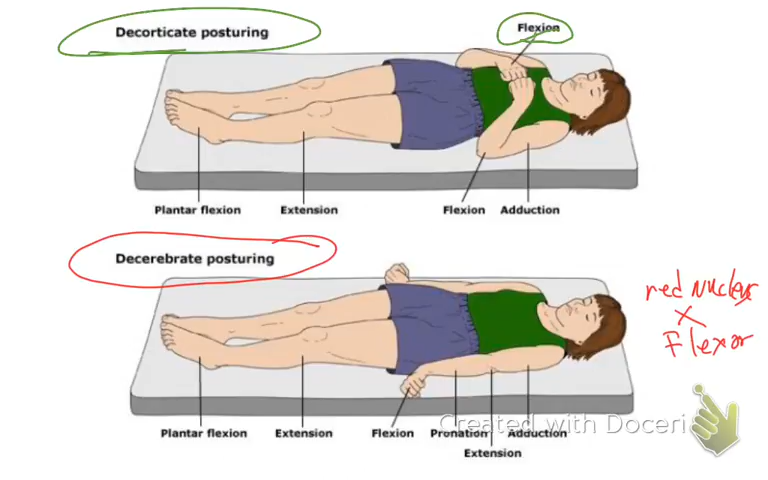 Decorticate posturing
Flexion
Plantar flexion Extension Flexion Adduction
Decerebrate posturing
red nuclear
X
Flexor
Plantar flexion Extension Flexion Pronation Adduction
Extension
Created with Doceri